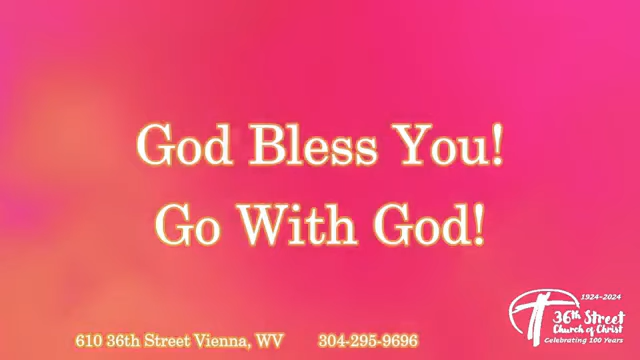 God Bless You!
Go With God!
1924-2024
36th Street
Church of Christ
Celebrating 100 Years
610 36th Street Vienna, WV 304-295-9696